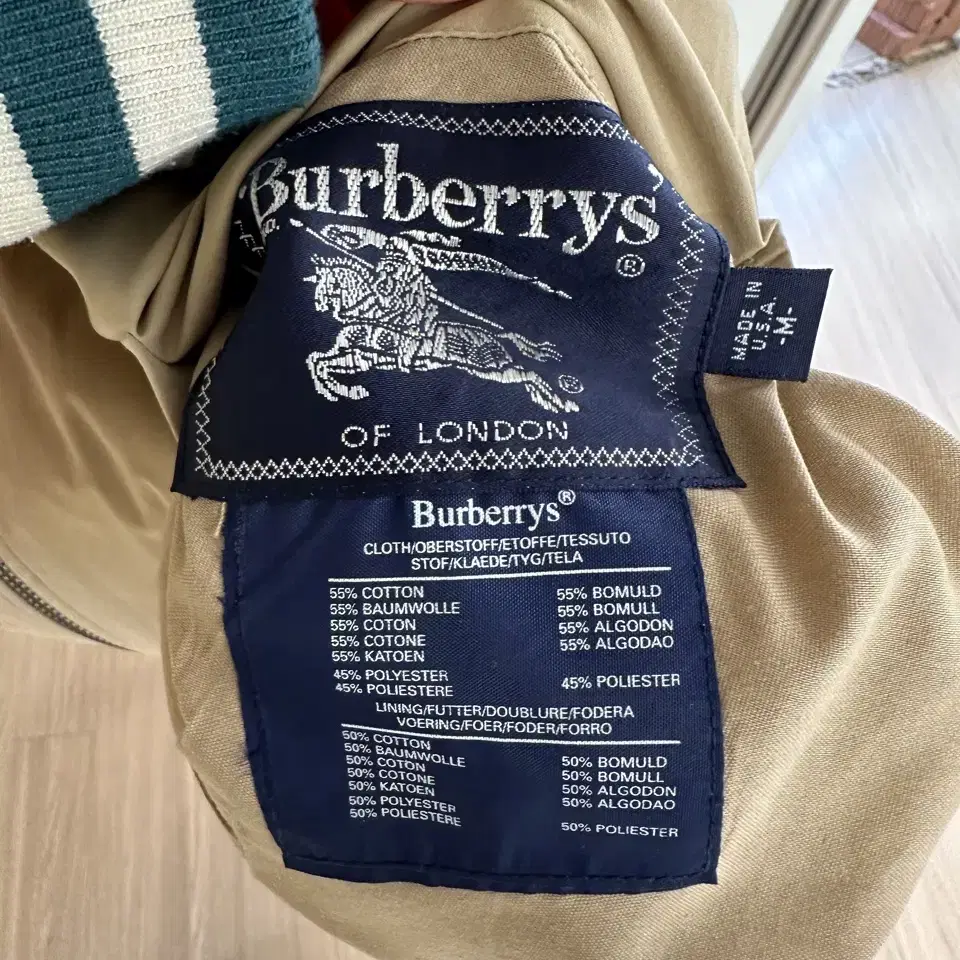 Burberrys'
®
®
OF LONDON
MADE IN
U.S.A.
-M-
Burberrys®
CLOTH/OBERSTOFF/ETOFFE/TESSUTO
STOF/KLAEDE/TYG/TELA
55% COTTON
55% BAUMWOLLE
55% COTON
55% COTONE
55% KATOEN
55% BOMULD
55% BOMULL
55% ALGODON
55% ALGODAO
45% POLYESTER
45% POLIESTERE
45% POLIESTER
LINING/FUTTER/DOUBLURE/FODERA
VOERING/FOER/FODER/FORRO
50% COTTON
50% BAUMWOLLE
50% COTON
50% COTONE
50% KATOEN
50% POLYESTER
50% POLIESTERE
50% BOMULD
50% BOMULL
50% ALGODON
50% ALGODAO
50% POLIESTER